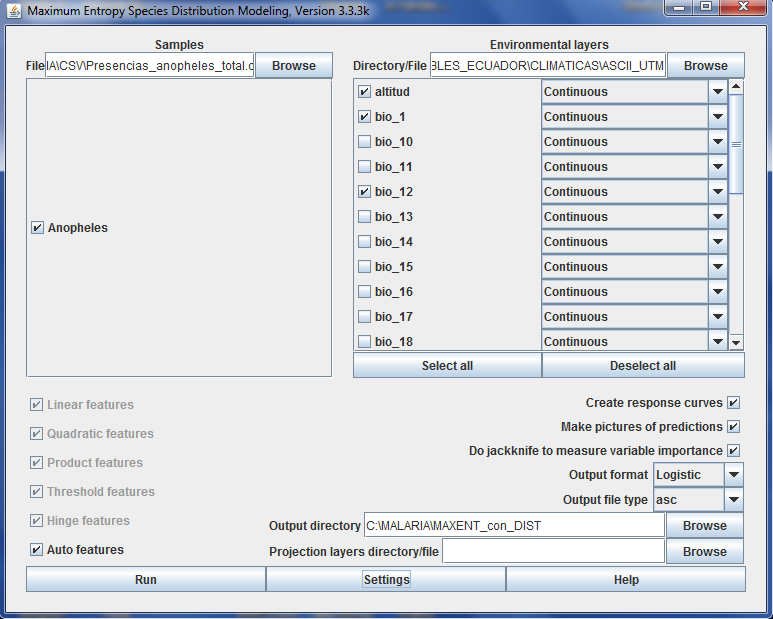 Maximum Entropy Species Distribution Modeling, Version 3.3.3k
Samples
Environmental layers
File IA\CSV\Presencias_anopheles_total.c Browse
Directory/File BLES_ECUADOR\CLIMATICAS\ASCII_UTM Browse
Anopheles
altitud Continuous
bio_1 Continuous
bio_10 Continuous
bio_11 Continuous
bio_12 Continuous
bio_13 Continuous
bio_14 Continuous
bio_15 Continuous
bio_16 Continuous
bio_17 Continuous
bio_18 Continuous
Select all Deselect all
Linear features
Quadratic features
Product features
Threshold features
Hinge features
Auto features
Create response curves
Make pictures of predictions
Do jackknife to measure variable importance
Output format Logistic
Output file type asc
Output directory C:\MALARIA\MAXENT_con_DIST Browse
Projection layers directory/file Browse
Run Settings Help